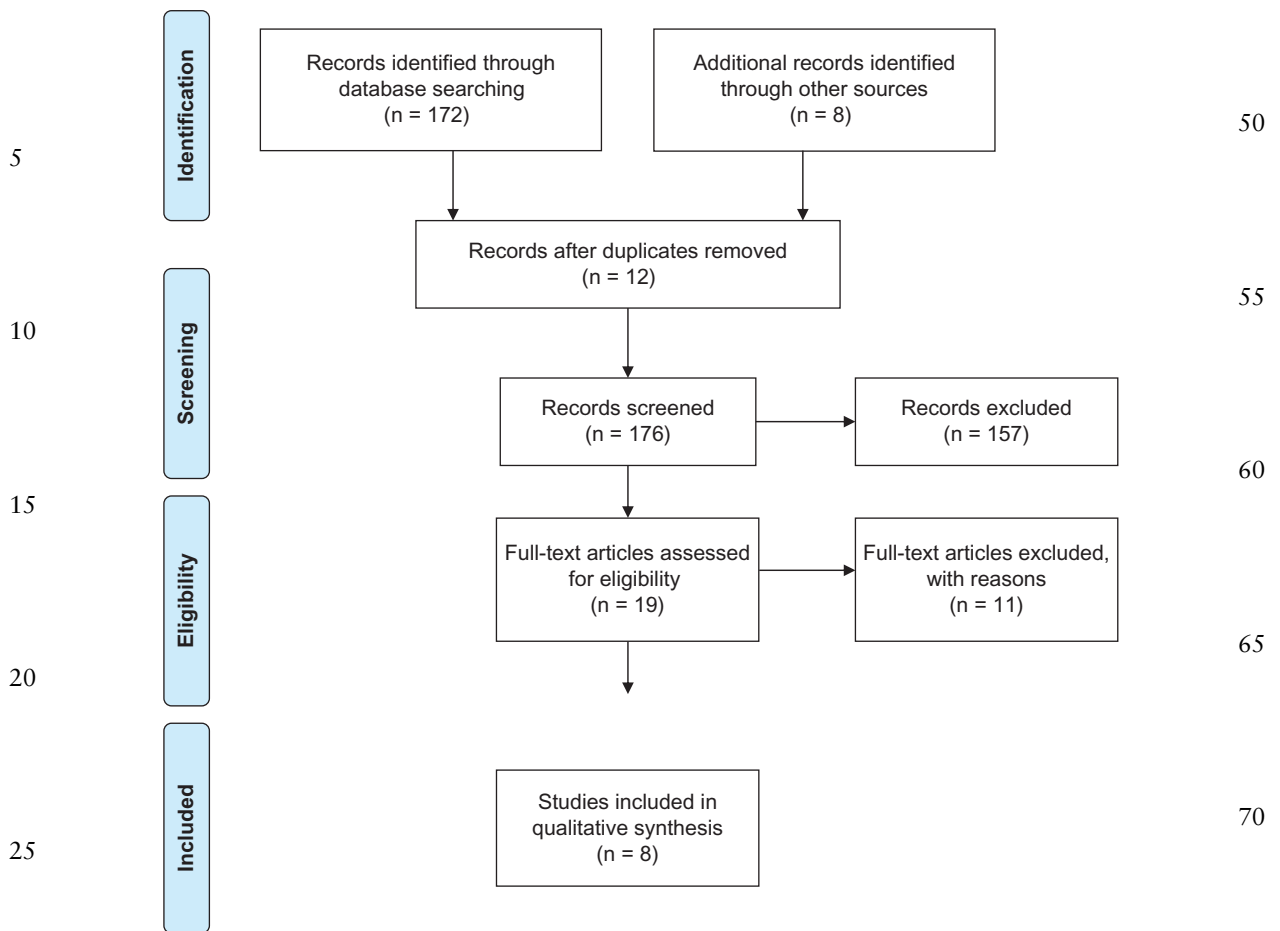 Identification
Records identified through
database searching
(n = 172)
Additional records identified
through other sources
(n = 8)
50
5
Records after duplicates removed
(n = 12)
55
Screening
10
Records screened
(n = 176)
Records excluded
(n = 157)
60
15
Eligibility
Full-text articles assessed
for eligibility
(n = 19)
Full-text articles excluded,
with reasons
(n = 11)
65
20
Included
Studies included in
qualitative synthesis
(n = 8)
70
25